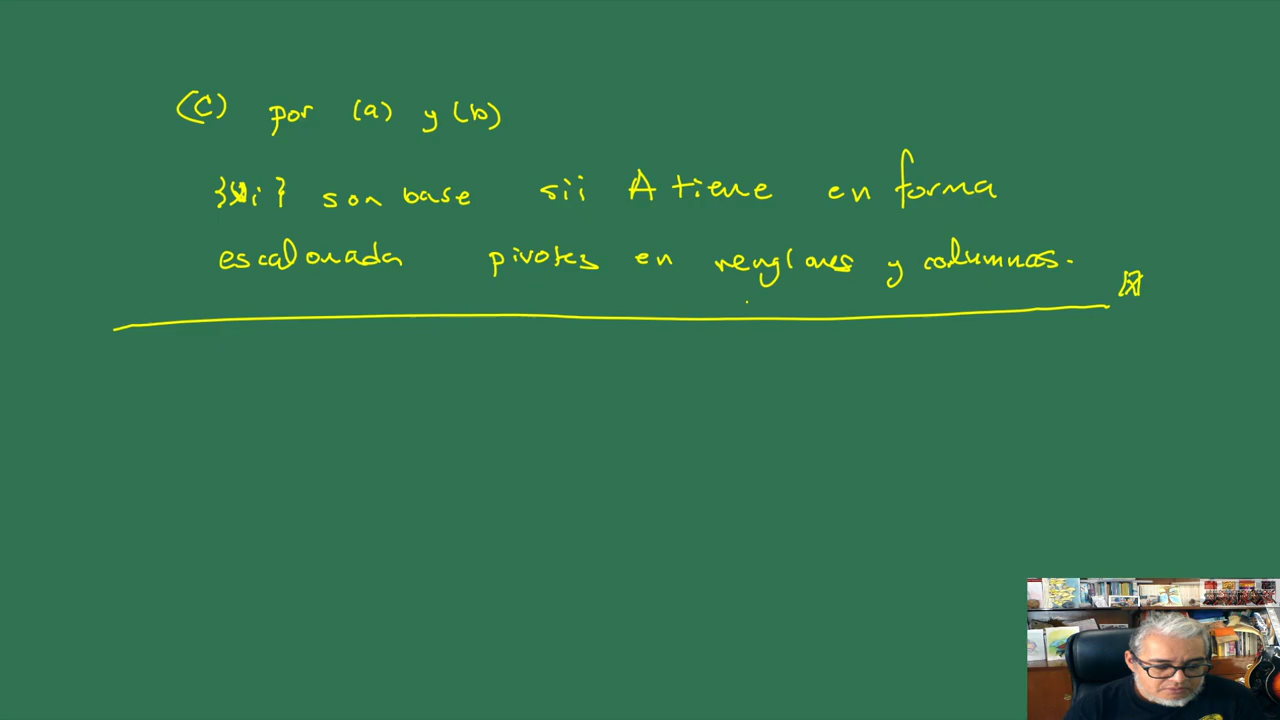 (c) por (a) y (b)
{vi} son base sii A tiene en forma
escalonada pivotes en renglones y columnas.